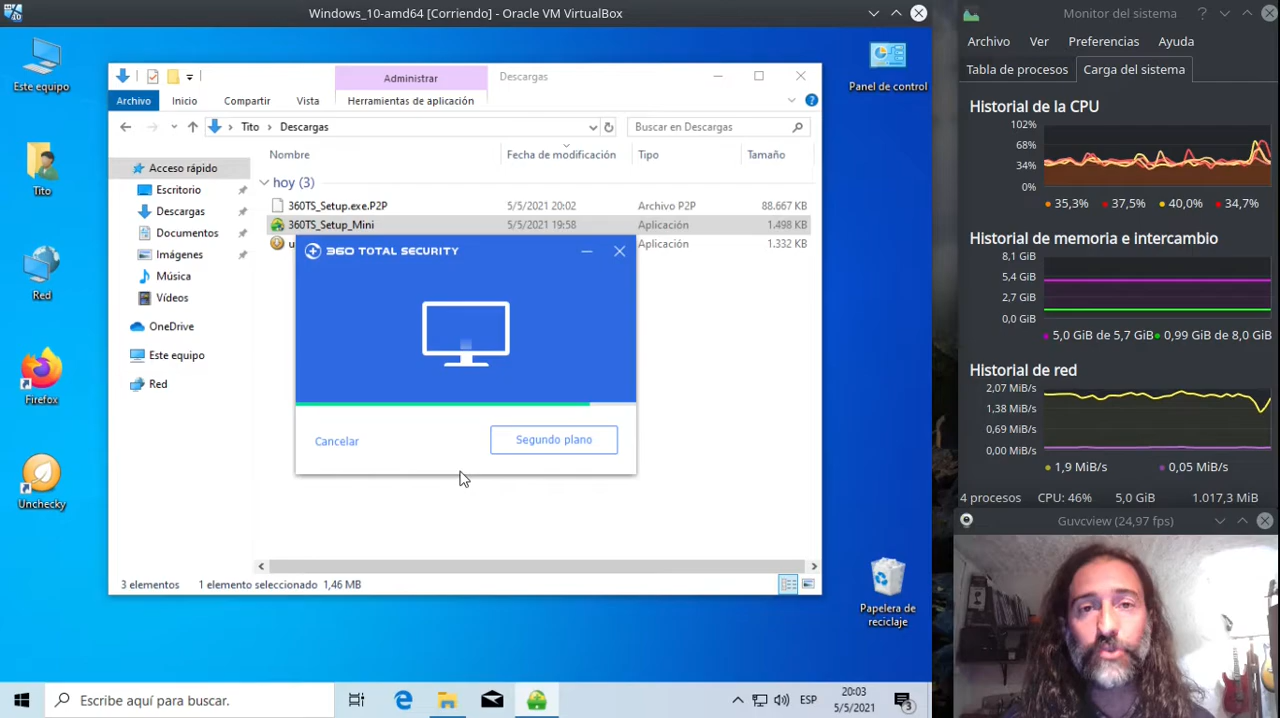 Windows_10-amd64 [Corriendo] - Oracle VM VirtualBox
Este equipo
Tito
Red
Firefox
Unchecky
Panel de control
Papelera de
reciclaje
Administrar
Descargas
Archivo
Inicio
Compartir
Vista
Herramientas de aplicación
Tito
Descargas
Buscar en Descargas
Acceso rápido
Escritorio
Descargas
Documentos
Imágenes
Música
Vídeos
OneDrive
Este equipo
Red
Nombre
Fecha de modificación
Tipo
Tamaño
hoy (3)
360TS_Setup.exe.P2P 5/5/2021 20:02 Archivo P2P 88.667 KB
360TS_Setup_Mini 5/5/2021 19:58 Aplicación 1.498 KB
Aplicación 1.332 KB
360 TOTAL SECURITY
Cancelar
Segundo plano
3 elementos 1 elemento seleccionado 1,46 MB
Escribe aquí para buscar.
ESP
20:03
5/5/2021
3
Monitor del sistema
Archivo Ver Preferencias Ayuda
Tabla de procesos Carga del sistema
Historial de la CPU
102%
68%
34%
0%
35,3% 37,5% 40,0% 34,7%
Historial de memoria e intercambio
8,1 GiB
5,4 GiB
2,7 GiB
0,0 GiB
5,0 GiB de 5,7 GiB 0,99 GiB de 8,0 GiB
Historial de red
2,07 MiB/s
1,38 MiB/s
0,69 MiB/s
0,00 MiB/s
1,9 MiB/s 0,05 MiB/s
4 procesos CPU: 46% 5,0 GiB 1.017,3 MiB
Guvcview (24,97 fps)